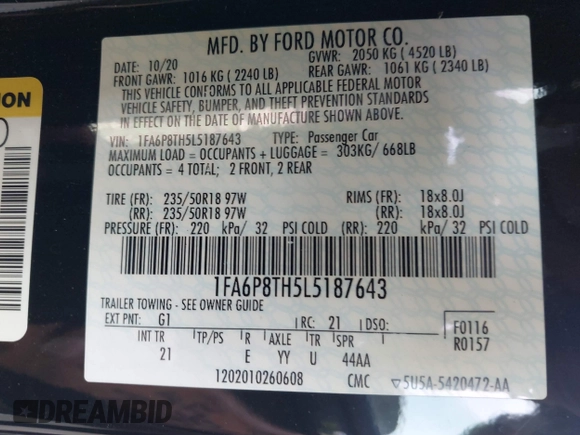 MFD. BY FORD MOTOR CO.
DATE: 10/20 GVWR: 2050 KG (4520 LB)
FRONT GAWR: 1016 KG (2240 LB) REAR GAWR: 1061 KG (2340 LB)
THIS VEHICLE CONFORMS TO ALL APPLICABLE FEDERAL MOTOR
VEHICLE SAFETY, BUMPER, AND THEFT PREVENTION STANDARDS
IN EFFECT ON THE DATE OF MANUFACTURE SHOWN ABOVE.
VIN: 1FA6P8TH5L5187643 TYPE: Passenger Car
MAXIMUM LOAD = OCCUPANTS + LUGGAGE = 303KG/ 668LB
OCCUPANTS = 4 TOTAL; 2 FRONT, 2 REAR
TIRE (FR): 235/50R18 97W RIMS (FR): 18x8.0J
(RR): 235/50R18 97W (RR): 18x8.0J
PRESSURE (FR): 220 kPa/ 32 PSI COLD (RR): 220 kPa/ 32 PSI COLD
1FA6P8TH5L5187643
TRAILER TOWING - SEE OWNER GUIDE
EXT PNT: G1 RC: 21 DSO: F0116
INT TR TP/PS R AXLE TR SPR R0157
21 E YY U 44AA
1202010260608 CMC 5U5A-5420472-AA
DREAMBID